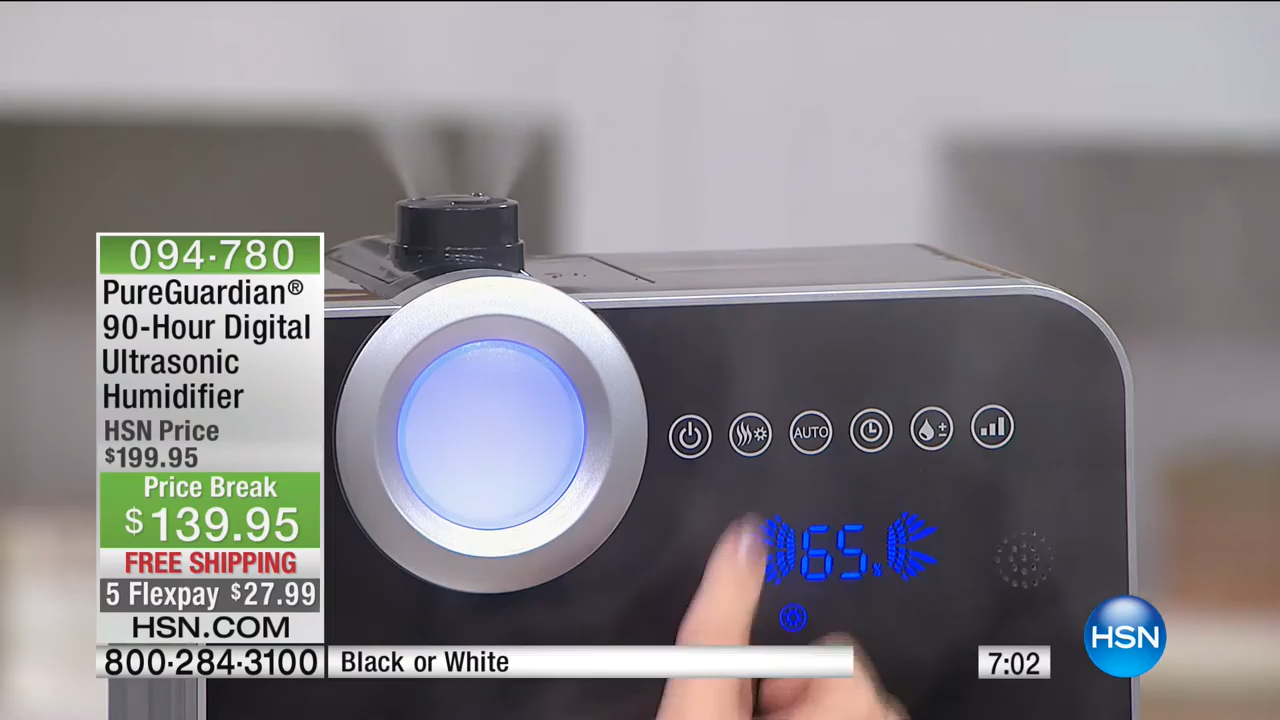 094·780
PureGuardian®
90-Hour Digital
Ultrasonic
Humidifier
HSN Price
$199.95
Price Break
$139.95
FREE SHIPPING
5 Flexpay $27.99
HSN.COM
800·284·3100
Black or White
AUTO
65%
7:02
HSN